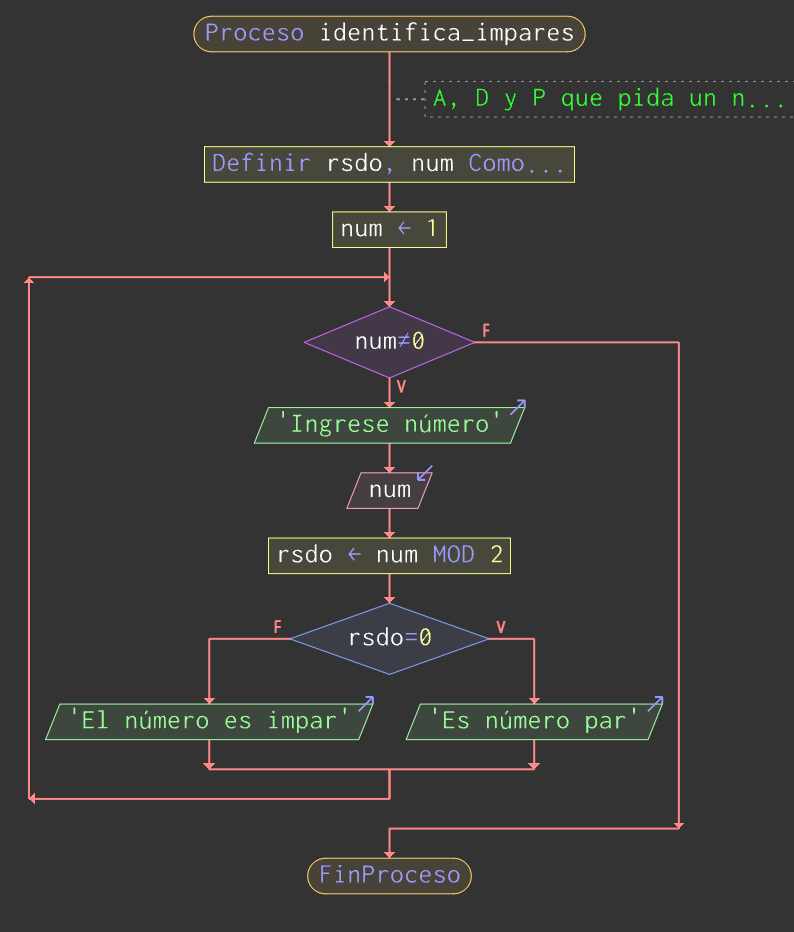 Proceso identifica_impares
A, D y P que pida un n...
Definir rsdo, num Como...
num ← 1
num≠0
F
V
'Ingrese número'
num
rsdo ← num MOD 2
rsdo=0
F
V
'El número es impar'
'Es número par'
FinProceso